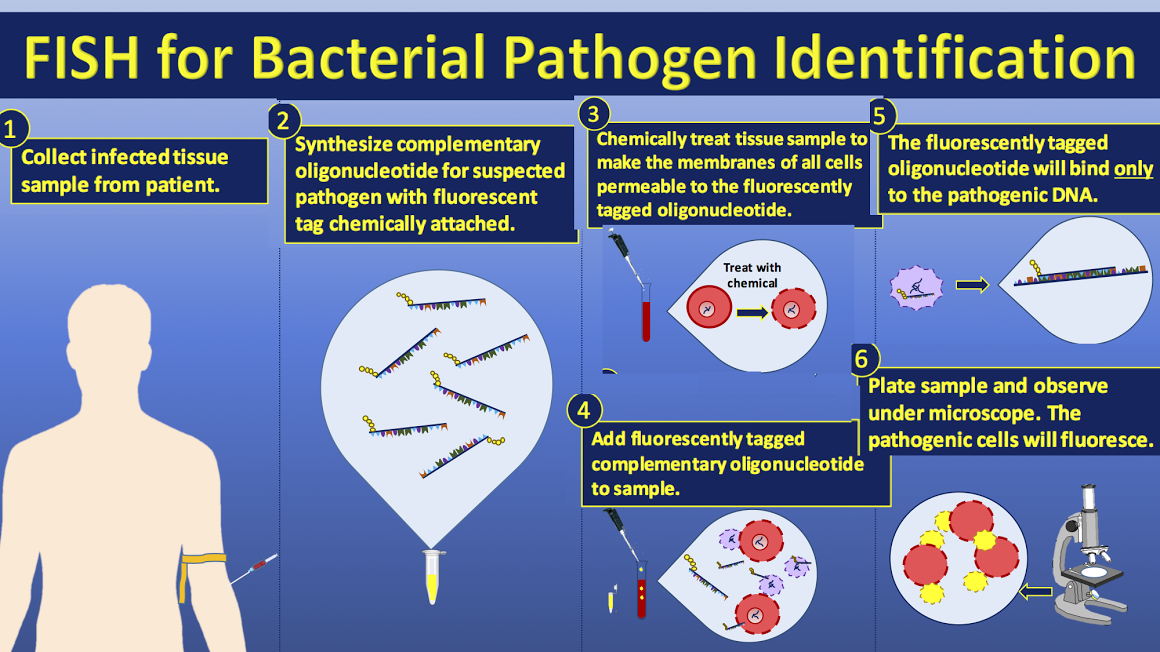 FISH for Bacterial Pathogen Identification
1
Collect infected tissue
sample from patient.
2
Synthesize complementary
oligonucleotide for suspected
pathogen with fluorescent
tag chemically attached.
3
Chemically treat tissue sample to
make the membranes of all cells
permeable to the fluorescently
tagged oligonucleotide.
Treat with
chemical
4
Add fluorescently tagged
complementary oligonucleotide
to sample.
5
The fluorescently tagged
oligonucleotide will bind only
to the pathogenic DNA.
6
Plate sample and observe
under microscope. The
pathogenic cells will fluoresce.